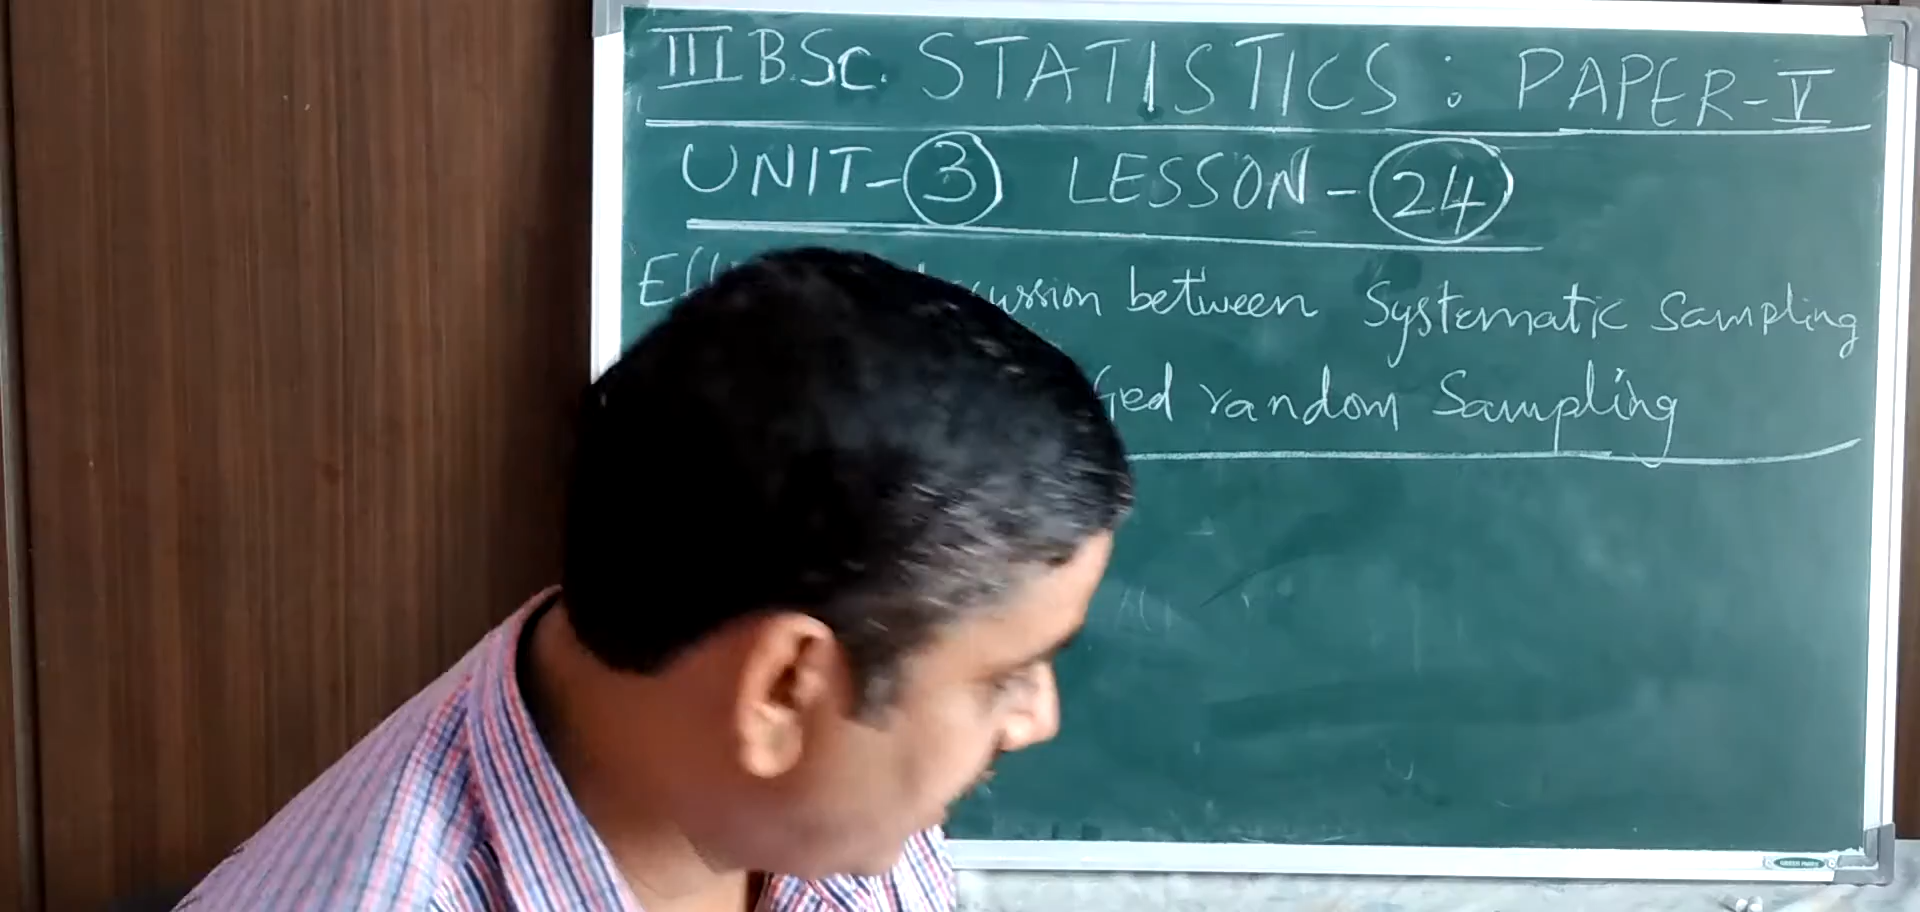 III B.Sc. STATISTICS : PAPER-V
UNIT-3 LESSON-24
between Systematic Sampling
random Sampling